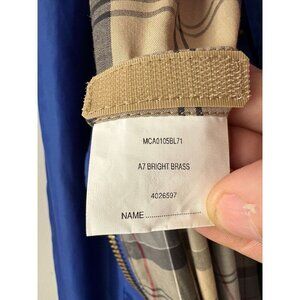 MCA0105BL71
A7 BRIGHT BRASS
4026597
NAME....................